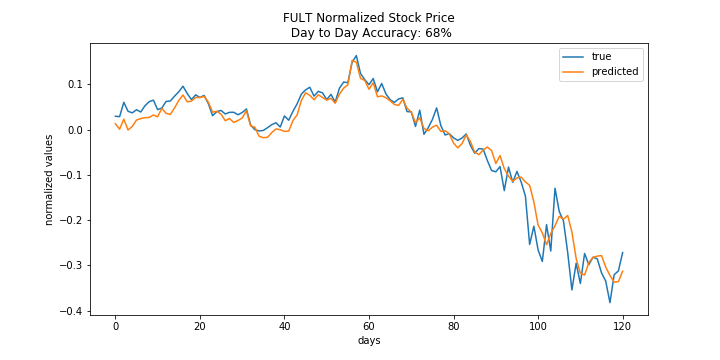 FULT Normalized Stock Price
Day to Day Accuracy: 68%
true
predicted
normalized values
0.1
0.0
−0.1
−0.2
−0.3
−0.4
0 20 40 60 80 100 120
days